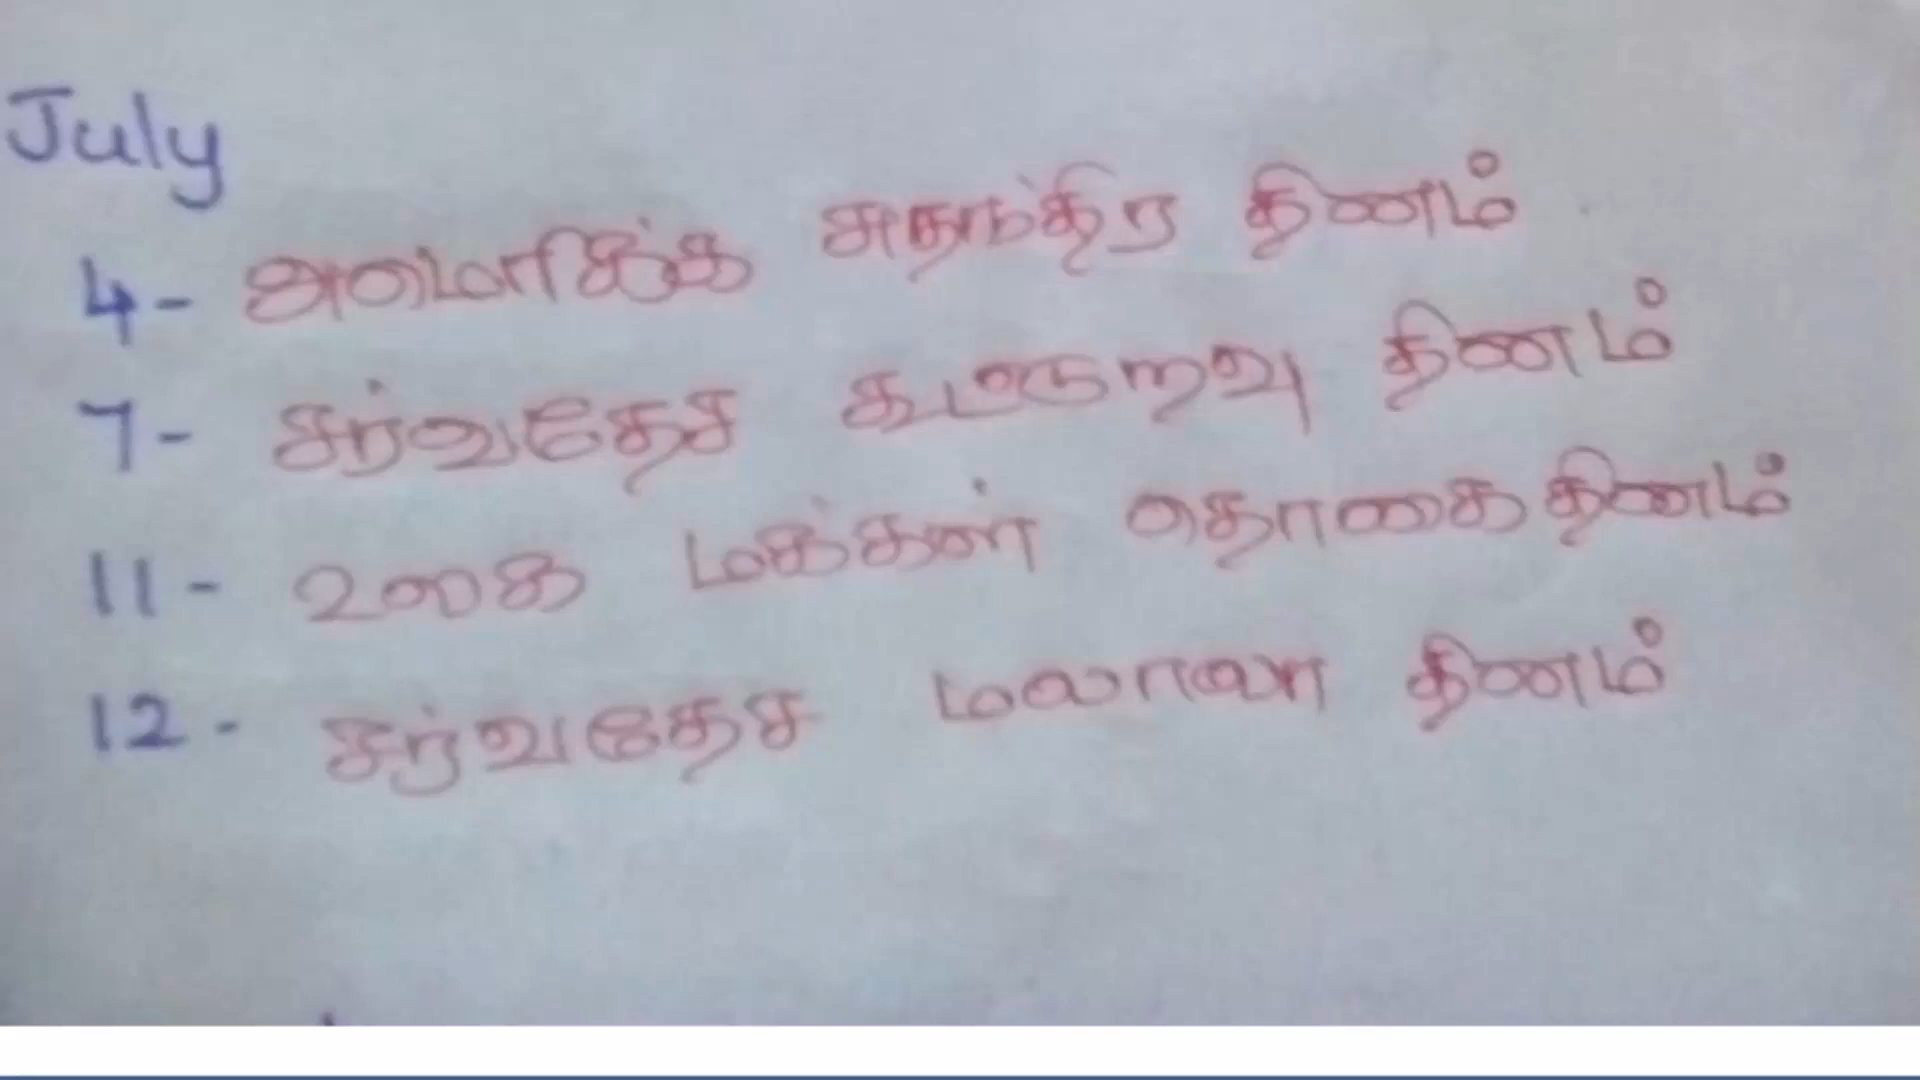 July
4 - அமெரிக்க சுதந்திர தினம்
7 - சர்வதேச கூட்டுறவு தினம்
11 - உலக மக்கள் தொகை தினம்
12 - சர்வதேச மலாலா தினம்